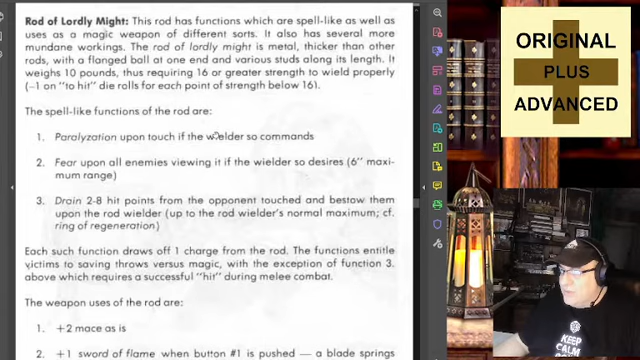 Rod of Lordly Might: This rod has functions which are spell-like as well as
uses as a magic weapon of different sorts. It also has several more
mundane workings. The rod of lordly might is metal, thicker than other
rods, with a flanged ball at one end and various studs along its length. It
weighs 10 pounds, thus requiring 16 or greater strength to wield properly
(−1 on "to hit" die rolls for each point of strength below 16).
The spell-like functions of the rod are:
1. Paralyzation upon touch if the wielder so commands
2. Fear upon all enemies viewing it if the wielder so desires (6" maxi-
mum range)
3. Drain 2-8 hit points from the opponent touched and bestow them
upon the rod wielder (up to the rod wielder's normal maximum; cf.
ring of regeneration)
Each such function draws off 1 charge from the rod. The functions entitle
victims to saving throws versus magic, with the exception of function 3.
above which requires a successful "hit" during melee combat.
The weapon uses of the rod are:
1. +2 mace as is
2. +1 sword of flame when button #1 is pushed — a blade springs
ORIGINAL
PLUS
ADVANCED
KEEP
CALM